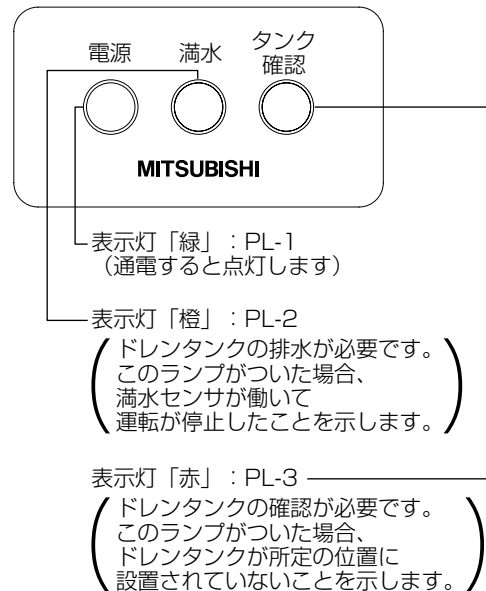 電源
満水
タンク
確認
MITSUBISHI
表示灯「緑」：PL-1
（通電すると点灯します）
表示灯「橙」：PL-2
ドレンタンクの排水が必要です。
このランプがついた場合、
満水センサが働いて
運転が停止したことを示します。
表示灯「赤」：PL-3
ドレンタンクの確認が必要です。
このランプがついた場合、
ドレンタンクが所定の位置に
設置されていないことを示します。